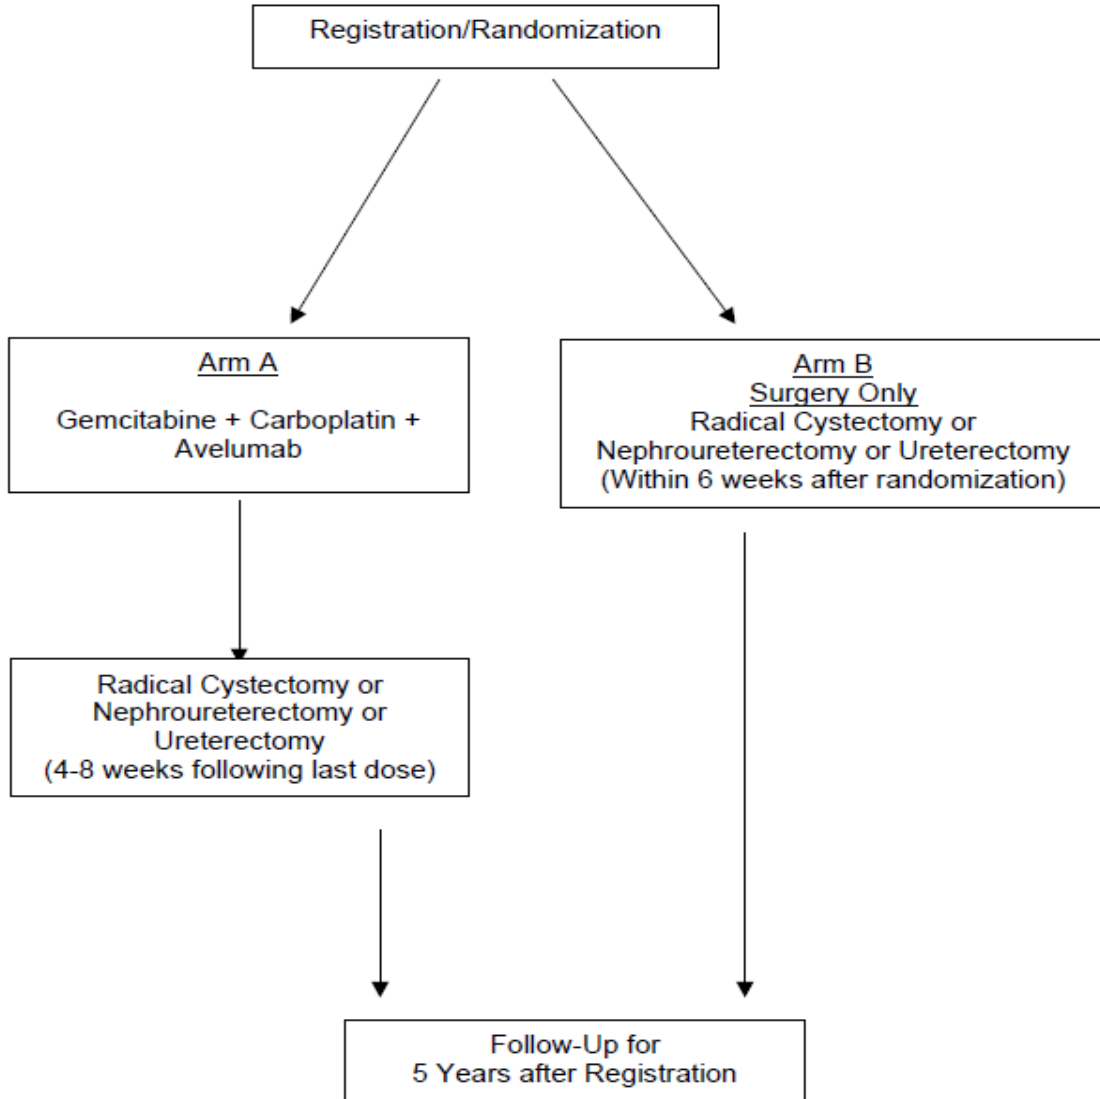 Registration/Randomization
Arm A
Gemcitabine + Carboplatin +
Avelumab
Arm B
Surgery Only
Radical Cystectomy or
Nephroureterectomy or Ureterectomy
(Within 6 weeks after randomization)
Radical Cystectomy or
Nephroureterectomy or
Ureterectomy
(4-8 weeks following last dose)
Follow-Up for
5 Years after Registration